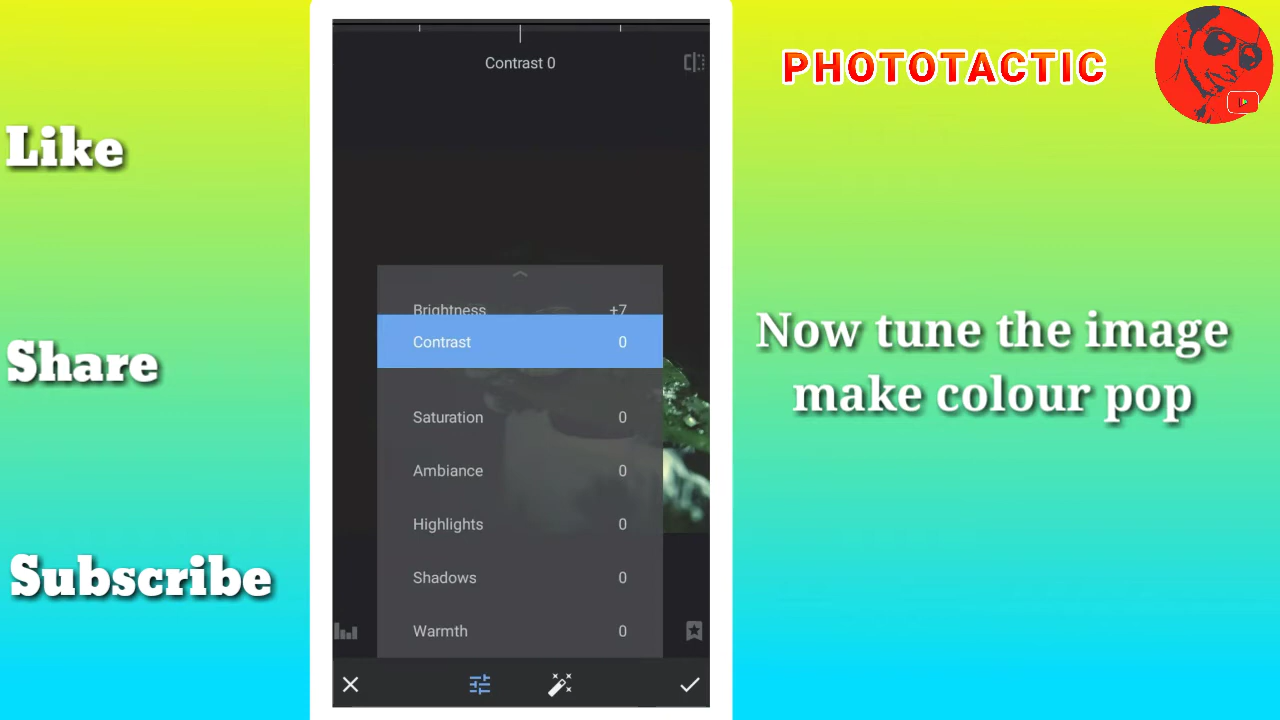 Like
Share
Subscribe
Contrast 0
Brightness +7
Contrast 0
Saturation 0
Ambiance 0
Highlights 0
Shadows 0
Warmth 0
PHOTOTACTIC
Now tune the image
make colour pop